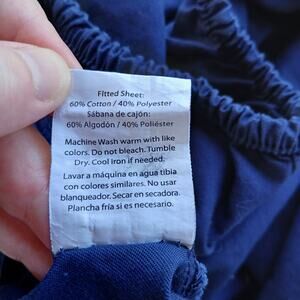 Fitted Sheet:
60% Cotton / 40% Polyester
Sábana de cajón:
60% Algodón / 40% Poliéster
Machine Wash warm with like
colors. Do not bleach. Tumble
Dry. Cool iron if needed.
Lavar a máquina en agua tibia
con colores similares. No usar
blanqueador. Secar en secadora.
Plancha fría si es necesario.